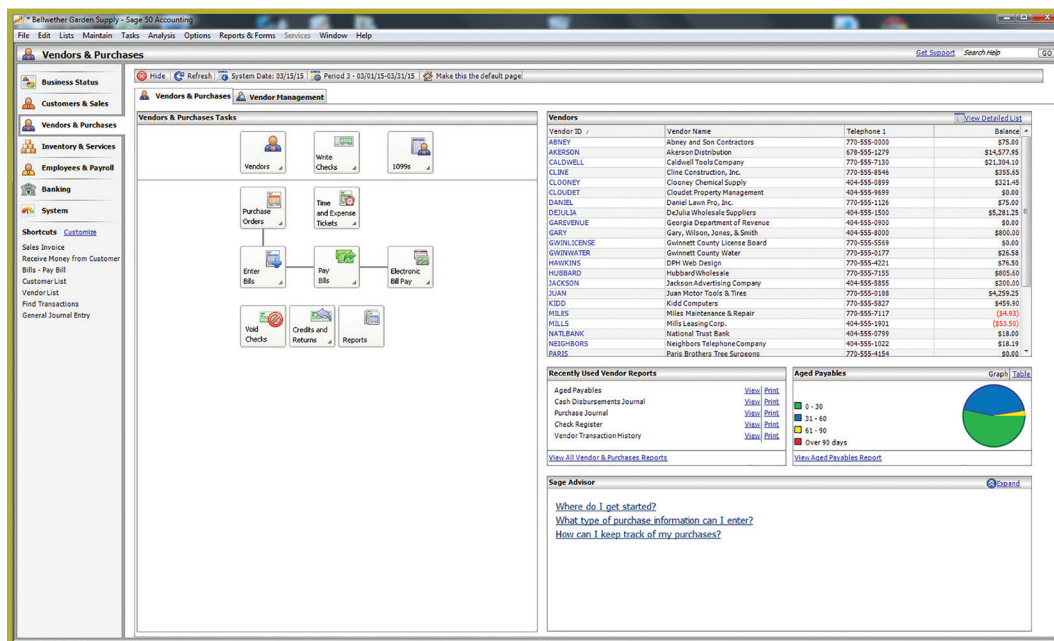 * Bellwether Garden Supply - Sage 50 Accounting
File Edit Lists Maintain Tasks Analysis Options Reports & Forms Services Window Help
Vendors & Purchases
Get Support Search Help GO
Business Status
Customers & Sales
Vendors & Purchases
Inventory & Services
Employees & Payroll
Banking
System
Shortcuts Customize
Sales Invoice
Receive Money from Customer
Bills - Pay Bill
Customer List
Vendor List
Find Transactions
General Journal Entry
Hide Refresh System Date: 03/15/15 Period 3 - 03/01/15-03/31/15 Make this the default page
Vendors & Purchases Vendor Management
Vendors & Purchases Tasks
Vendors
Write
Checks
1099s
Purchase
Orders
Time
and Expense
Tickets
Enter
Bills
Pay
Bills
Electronic
Bill Pay
Void
Checks
Credits and
Returns
Reports
Vendors View Detailed List
Vendor ID / Vendor Name Telephone 1 Balance
ABNEY Abney and Son Contractors 770-555-0000 $75.00
AKERSON Akerson Distribution 678-555-1279 $14,577.95
CALDWELL Caldwell Tools Company 770-555-7130 $21,304.10
CLINE Cline Construction, Inc. 770-555-8546 $355.65
CLOONEY Clooney Chemical Supply 404-555-0899 $321.45
CLOUDET Cloudet Property Management 404-555-9699 $0.00
DANIEL Daniel Lawn Pro, Inc. 770-555-1126 $75.00
DEJULIA DeJulia Wholesale Suppliers 404-555-1500 $5,281.25
GAREVENUE Georgia Department of Revenue 404-555-0900 $0.00
GARY Gary, Wilson, Jones, & Smith 404-555-8000 $800.00
GWINLICENSE Gwinnett County License Board 770-555-5569 $0.00
GWINWATER Gwinnett County Water 770-555-0177 $26.58
HAWKINS DPH Web Design 770-555-4221 $76.50
HUBBARD Hubbard Wholesale 770-555-7155 $805.60
JACKSON Jackson Advertising Company 404-555-5855 $200.00
JUAN Juan Motor Tools & Tires 770-555-0188 $4,259.25
KIDD Kidd Computers 770-555-5827 $459.90
MILES Miles Maintenance & Repair 770-555-7117 ($4.93)
MILLS Mills Leasing Corp. 404-555-1901 ($53.50)
NATLBANK National Trust Bank 404-555-0799 $18.00
NEIGHBORS Neighbors Telephone Company 404-555-1022 $18.19
PARIS Paris Brothers Tree Surgeons 770-555-4154 $0.00
Recently Used Vendor Reports
Aged Payables View Print
Cash Disbursements Journal View Print
Purchase Journal View Print
Check Register View Print
Vendor Transaction History View Print
View All Vendor & Purchases Reports
Aged Payables Graph Table
0 - 30
31 - 60
61 - 90
Over 90 days
View Aged Payables Report
Sage Advisor Expand
Where do I get started?
What type of purchase information can I enter?
How can I keep track of my purchases?